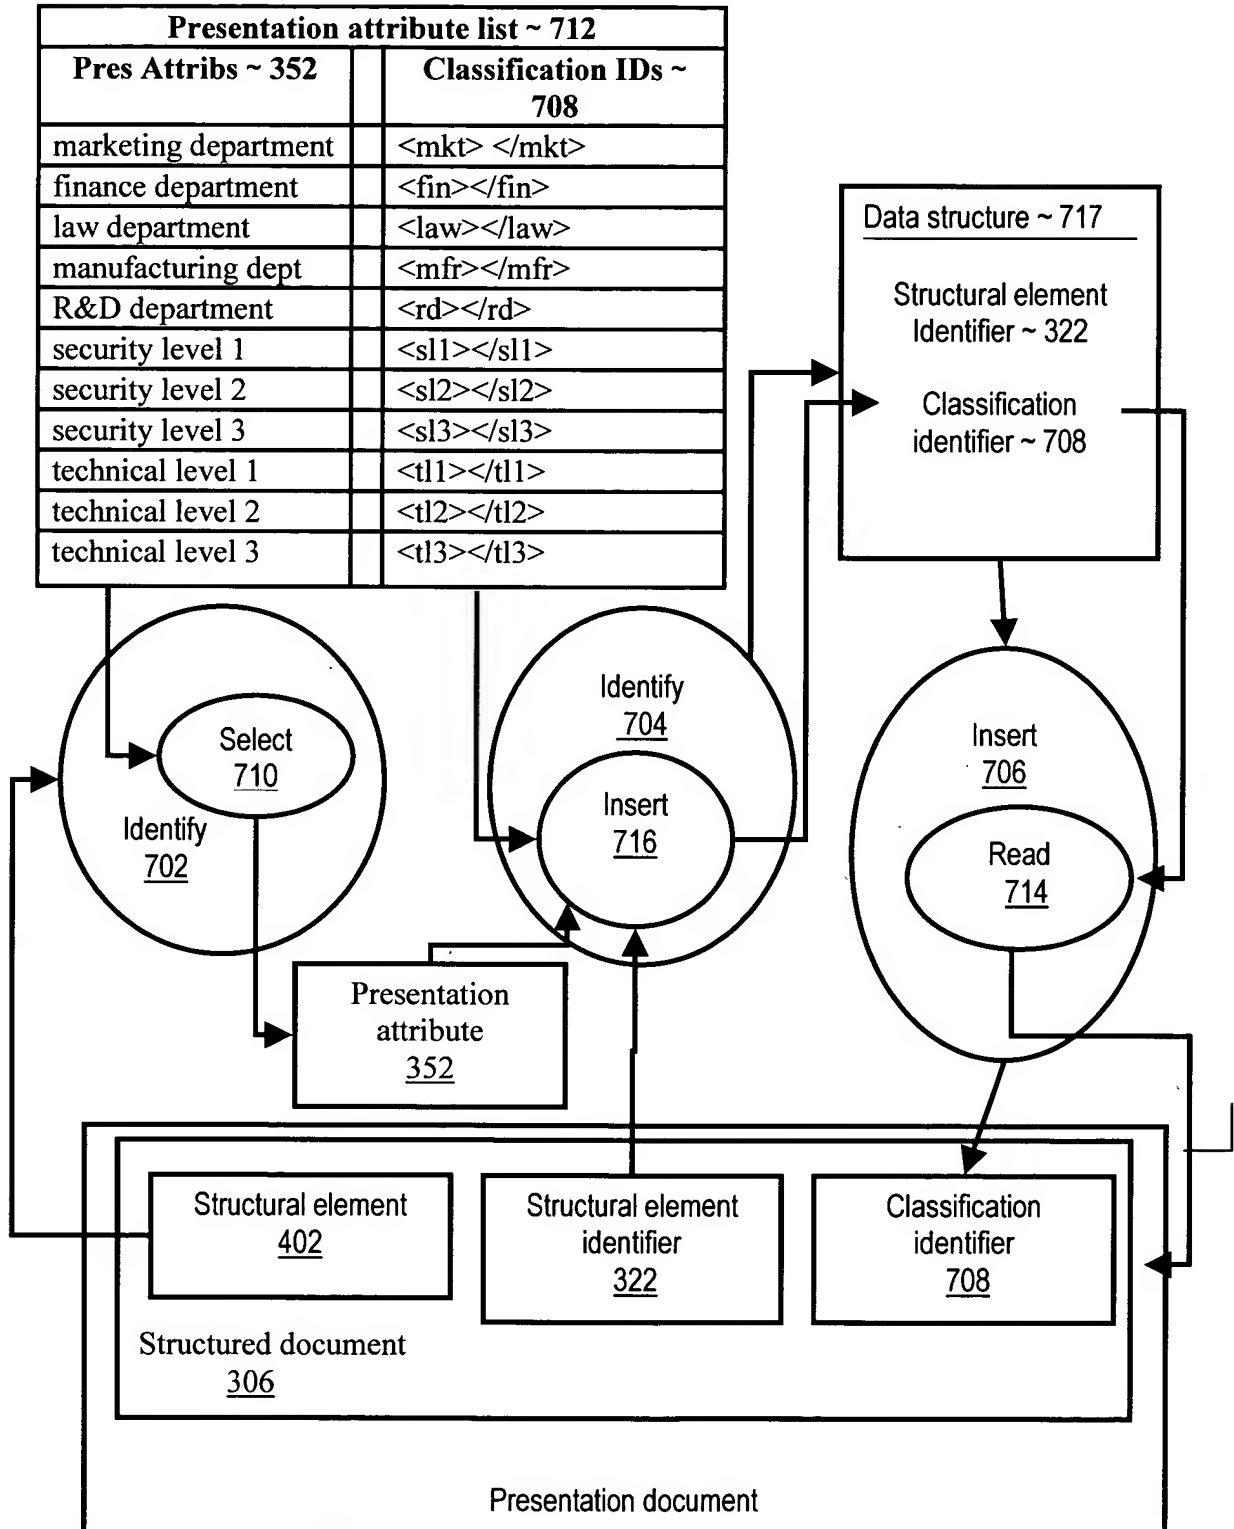 Presentation attribute list ~ 712
Pres Attribs ~ 352 Classification IDs ~
708
marketing department <mkt> </mkt>
finance department <fin></fin>
law department <law></law>
manufacturing dept <mfr></mfr>
R&D department <rd></rd>
security level 1 <sl1></sl1>
security level 2 <sl2></sl2>
security level 3 <sl3></sl3>
technical level 1 <tl1></tl1>
technical level 2 <tl2></tl2>
technical level 3 <tl3></tl3>
Data structure ~ 717
Structural element
Identifier ~ 322
Classification
identifier ~ 708
Select
710
Identify
702
Identify
704
Insert
716
Insert
706
Read
714
Presentation
attribute
352
Structural element
402
Structural element
identifier
322
Classification
identifier
708
Structured document
306
Presentation document